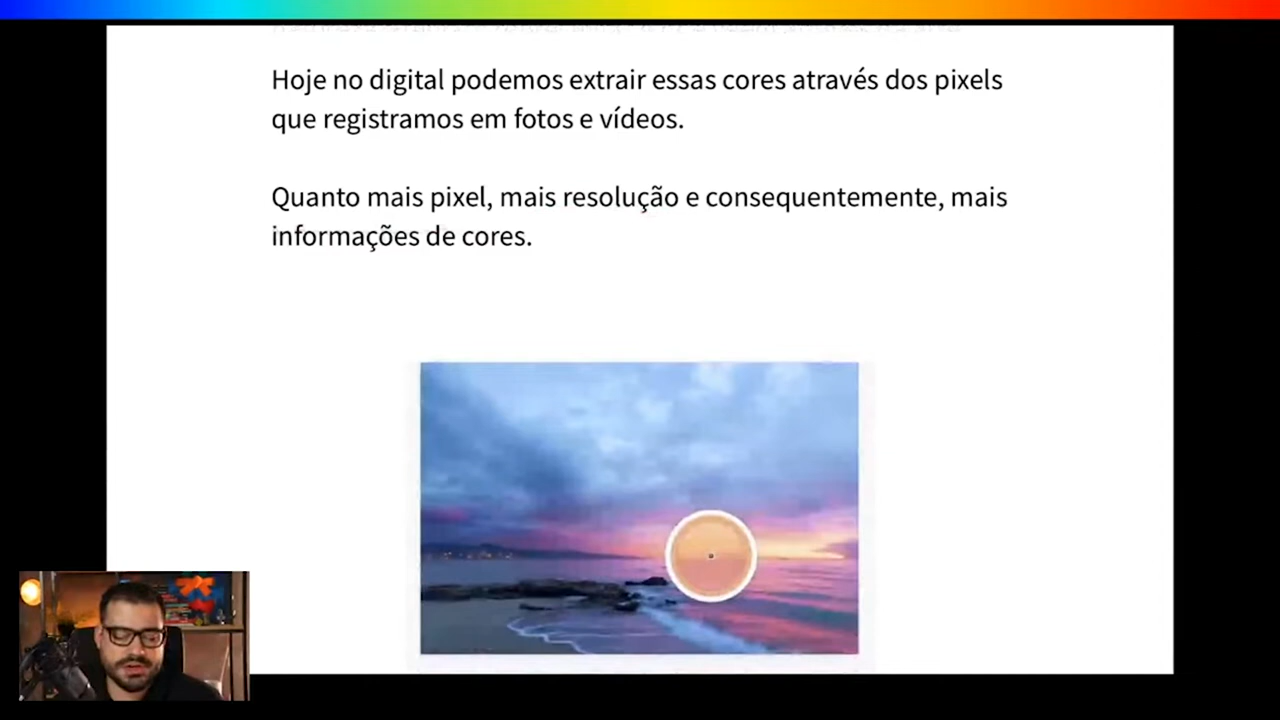 Hoje no digital podemos extrair essas cores através dos pixels
que registramos em fotos e vídeos.
Quanto mais pixel, mais resolução e consequentemente, mais
informações de cores.